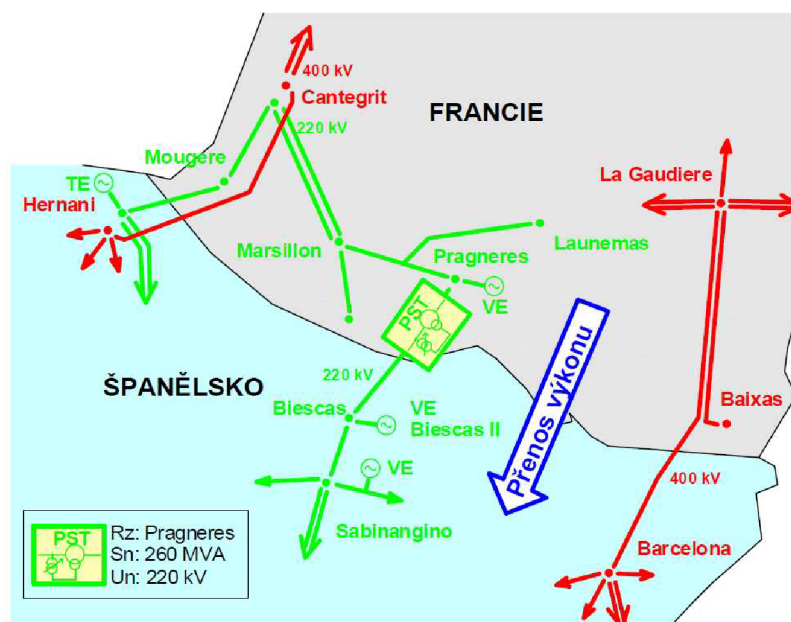 400 kV
Cantegrit
FRANCIE
220 kV
Mougere
La Gaudiere
TE
Hernani
Marsillon
Launemas
Pragneres
VE
PST
220 kV
ŠPANĚLSKO
Přenos výkonu
Baixas
Biescas
VE
Biescas II
VE
400 kV
Sabinangino
PST
Rz: Pragneres
Sn: 260 MVA
Un: 220 kV
Barcelona